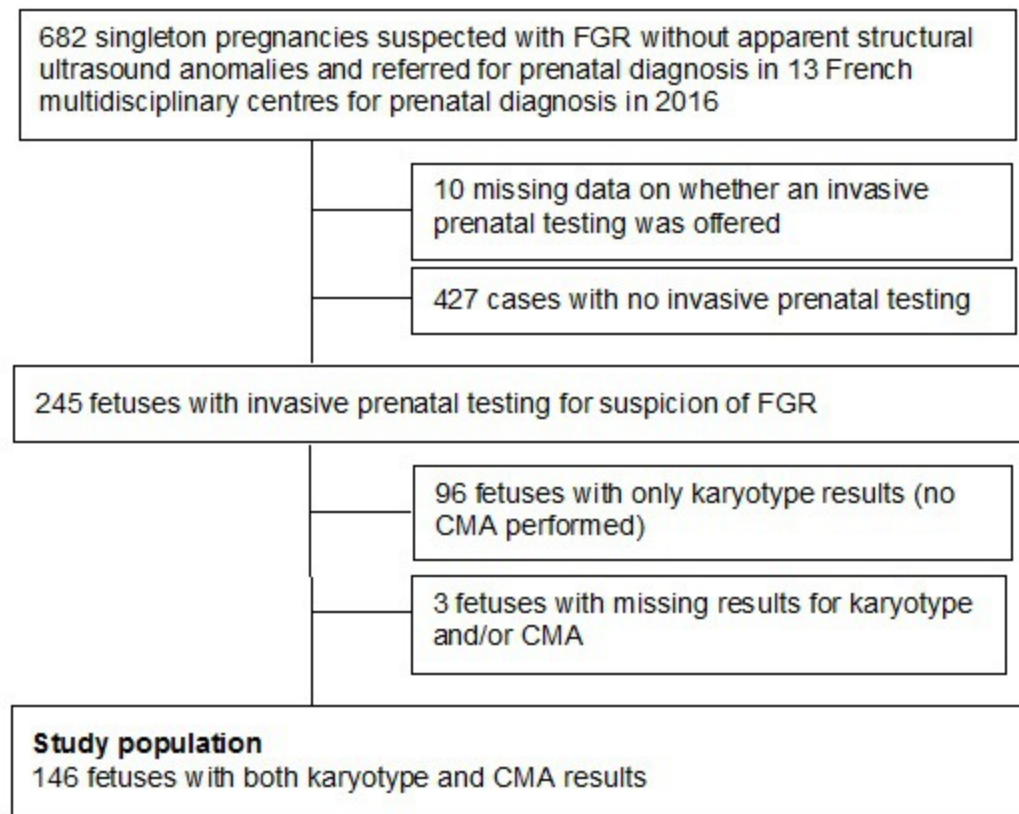 682 singleton pregnancies suspected with FGR without apparent structural
ultrasound anomalies and referred for prenatal diagnosis in 13 French
multidisciplinary centres for prenatal diagnosis in 2016
10 missing data on whether an invasive
prenatal testing was offered
427 cases with no invasive prenatal testing
245 fetuses with invasive prenatal testing for suspicion of FGR
96 fetuses with only karyotype results (no
CMA performed)
3 fetuses with missing results for karyotype
and/or CMA
Study population
146 fetuses with both karyotype and CMA results